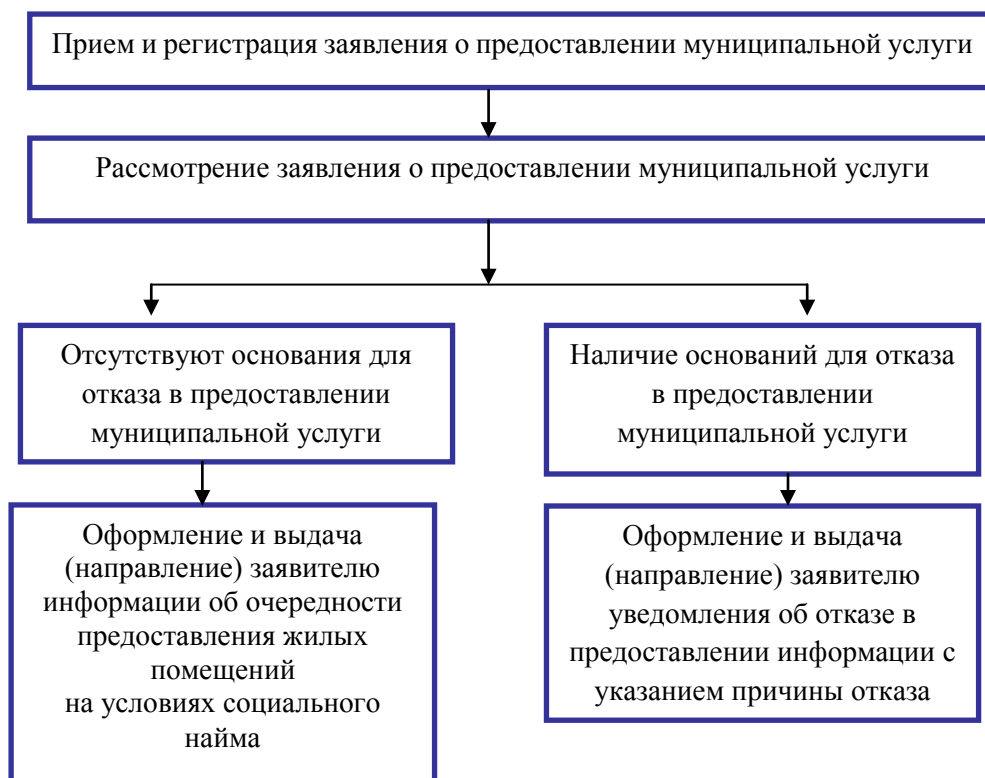 Прием и регистрация заявления о предоставлении муниципальной услуги
Рассмотрение заявления о предоставлении муниципальной услуги
Отсутствуют основания для
отказа в предоставлении
муниципальной услуги
Наличие оснований для отказа
в предоставлении
муниципальной услуги
Оформление и выдача
(направление) заявителю
информации об очередности
предоставления жилых
помещений
на условиях социального
найма
Оформление и выдача
(направление) заявителю
уведомления об отказе в
предоставлении информации с
указанием причины отказа